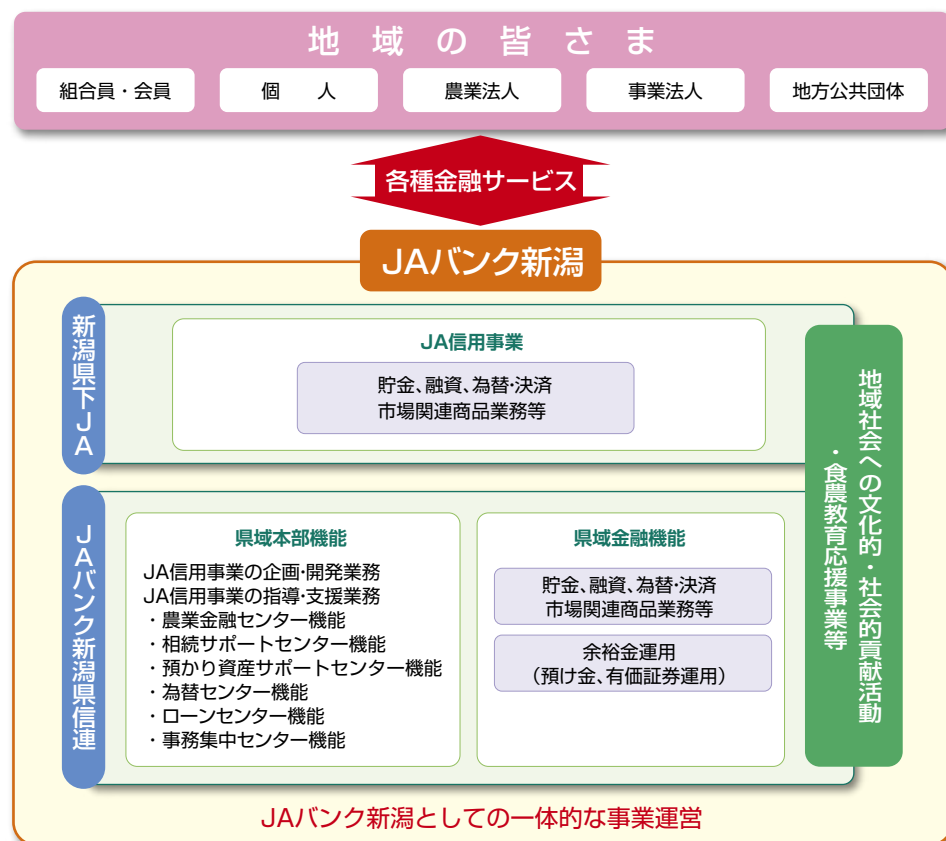 地域の皆さま
組合員・会員
個　人
農業法人
事業法人
地方公共団体
各種金融サービス
JAバンク新潟
新潟県下JA
JA信用事業
貯金、融資、為替・決済
市場関連商品業務等
JAバンク新潟県信連
県域本部機能
JA信用事業の企画・開発業務
JA信用事業の指導・支援業務
・農業金融センター機能
・相続サポートセンター機能
・預かり資産サポートセンター機能
・為替センター機能
・ローンセンター機能
・事務集中センター機能
県域金融機能
貯金、融資、為替・決済
市場関連商品業務等
余裕金運用
（預け金、有価証券運用）
地域社会への文化的・社会的貢献活動
・食農教育応援事業等
JAバンク新潟としての一体的な事業運営